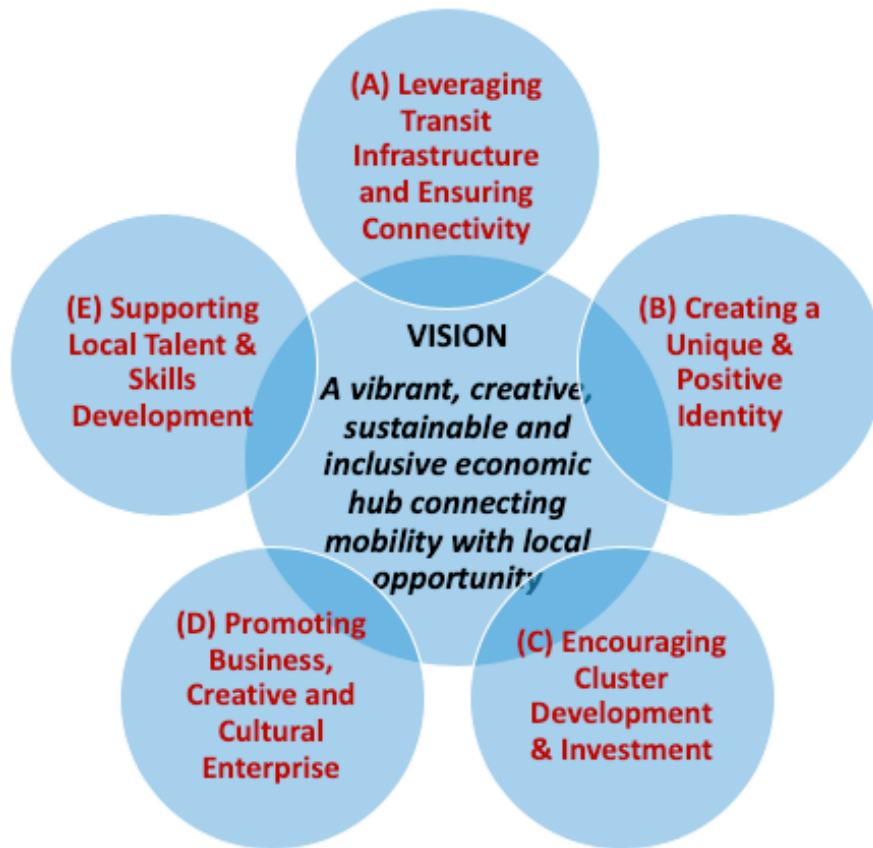 (A) Leveraging
Transit
Infrastructure
and Ensuring
Connectivity
(B) Creating a
Unique &
Positive
Identity
(C) Encouraging
Cluster
Development
& Investment
(D) Promoting
Business,
Creative and
Cultural
Enterprise
(E) Supporting
Local Talent &
Skills
Development
VISION
A vibrant, creative,
sustainable and
inclusive economic
hub connecting
mobility with local
opportunity